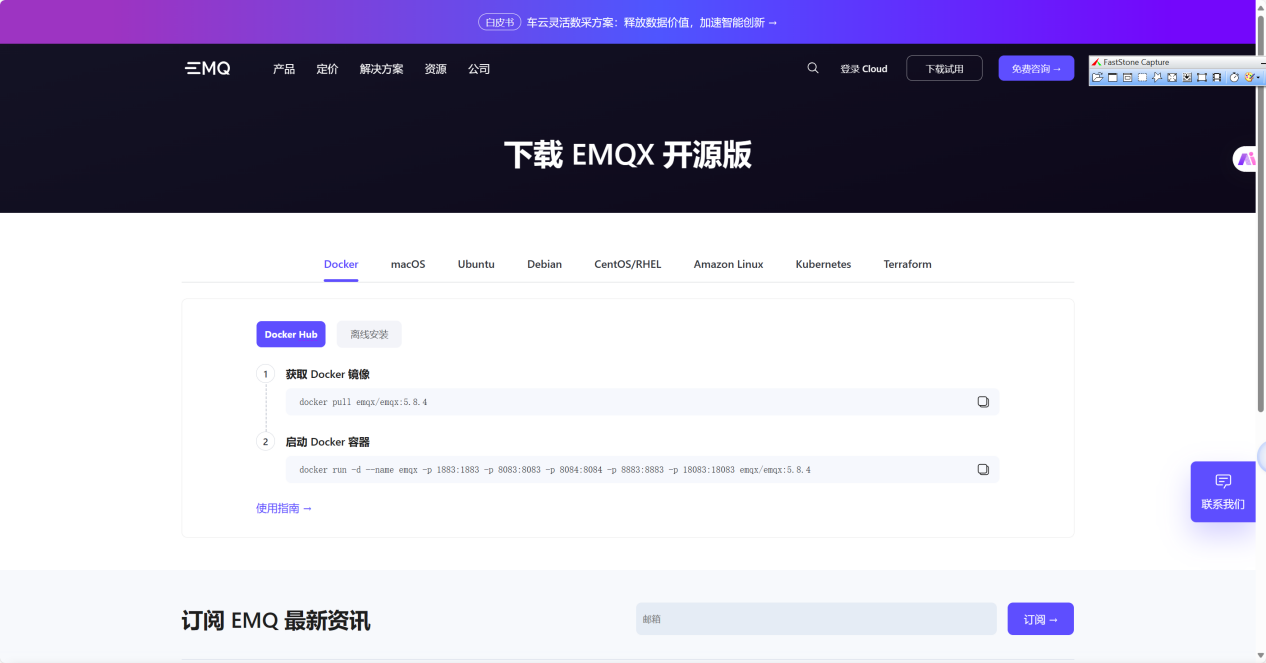 白皮书 车云灵活数采方案：释放数据价值，加速智能创新 →
EMQ 产品 定价 解决方案 资源 公司 登录 Cloud 下载试用 免费咨询 →
FastStone Capture
下载 EMQX 开源版
Docker macOS Ubuntu Debian CentOS/RHEL Amazon Linux Kubernetes Terraform
Docker Hub 离线安装
1 获取 Docker 镜像
docker pull emqx/emqx:5.8.4
2 启动 Docker 容器
docker run -d --name emqx -p 1883:1883 -p 8083:8083 -p 8084:8084 -p 8883:8883 -p 18083:18083 emqx/emqx:5.8.4
使用指南 →
联系我们
订阅 EMQ 最新资讯
邮箱
订阅 →